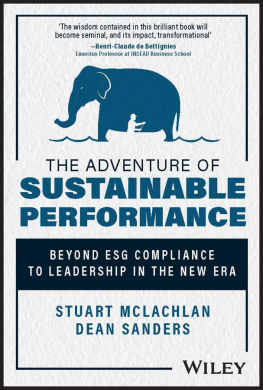 'The wisdom contained in this brilliant book will
become seminal, and its impact, transformational'
—Henri-Claude de Bettignies
Emeritus Professor at INSEAD Business School
THE ADVENTURE OF
SUSTAINABLE
PERFORMANCE
BEYOND ESG COMPLIANCE
TO LEADERSHIP IN THE NEW ERA
STUART MCLACHLAN
DEAN SANDERS
WILEY